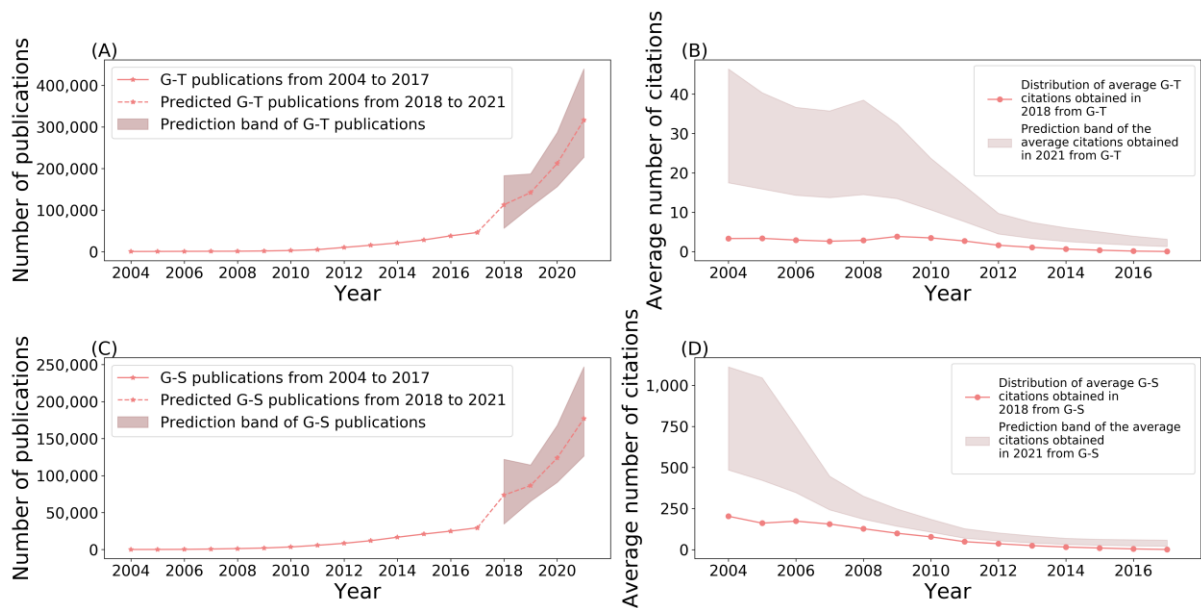 (A)
Number of publications
400,000
300,000
200,000
100,000
0
G-T publications from 2004 to 2017
Predicted G-T publications from 2018 to 2021
Prediction band of G-T publications
2004 2006 2008 2010 2012 2014 2016 2018 2020
Year
(B)
Average number of citations
40
30
20
10
0
Distribution of average G-T
citations obtained in
2018 from G-T
Prediction band of the
average citations obtained
in 2021 from G-T
2004 2006 2008 2010 2012 2014 2016
Year
(C)
Number of publications
250,000
200,000
150,000
100,000
50,000
0
G-S publications from 2004 to 2017
Predicted G-S publications from 2018 to 2021
Prediction band of G-S publications
2004 2006 2008 2010 2012 2014 2016 2018 2020
Year
(D)
Average number of citations
1,000
750
500
250
0
Distribution of average G-S
citations obtained in
2018 from G-S
Prediction band of the average
citations obtained
in 2021 from G-S
2004 2006 2008 2010 2012 2014 2016
Year